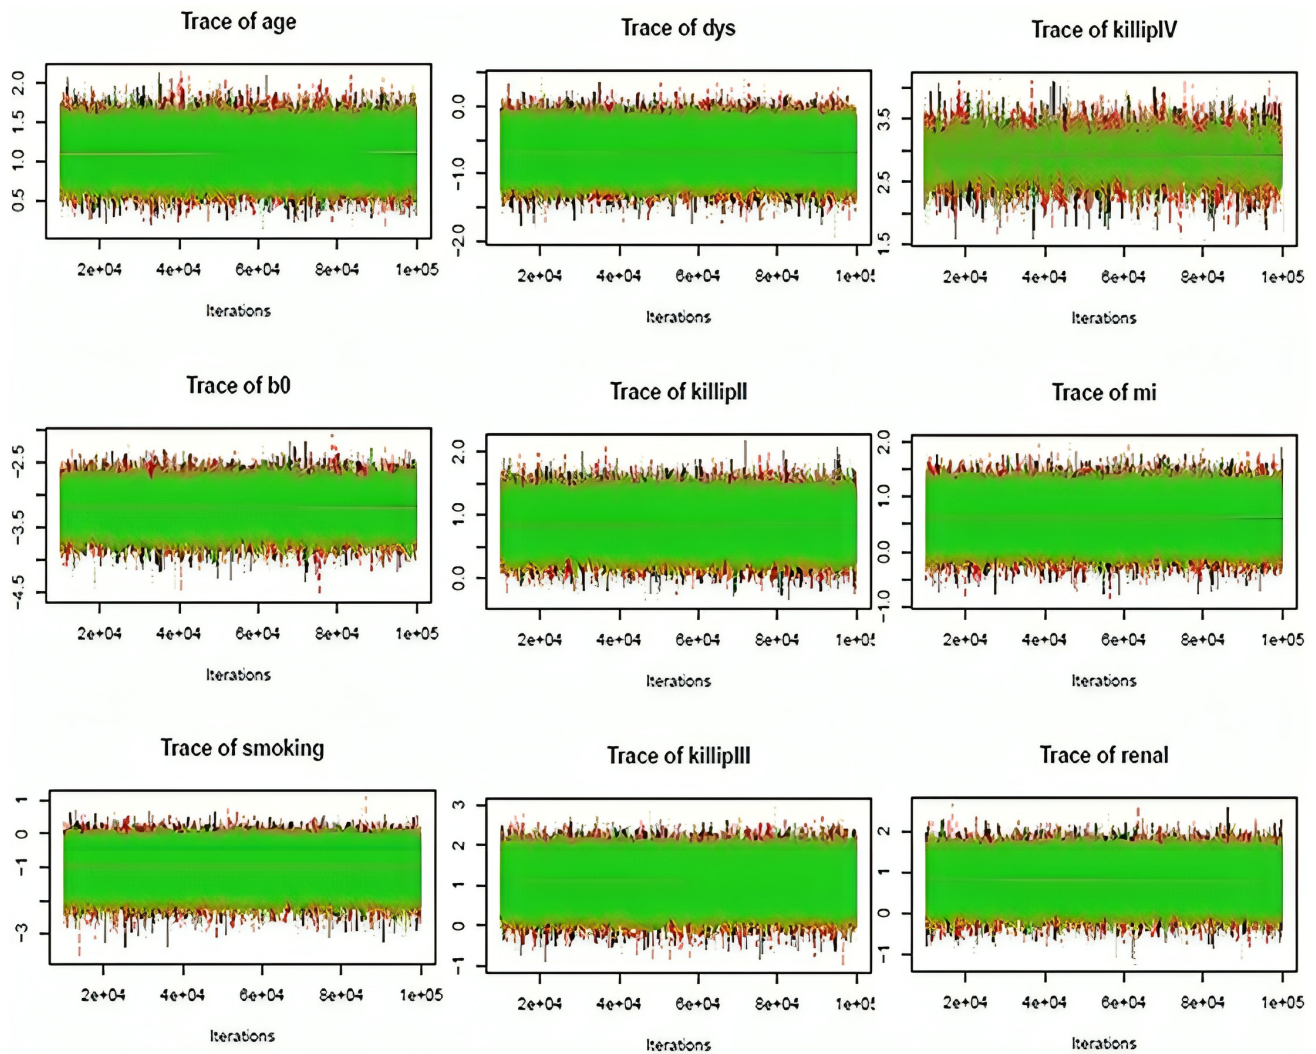 Trace of age
2.0
1.5
1.0
0.5
2e+04 4e+04 6e+04 8e+04 1e+05
Iterations
Trace of dys
0.0
-1.0
-2.0
2e+04 4e+04 6e+04 8e+04 1e+05
Iterations
Trace of killipIV
3.5
2.5
1.5
2e+04 4e+04 6e+04 8e+04 1e+05
Iterations
Trace of b0
-2.5
-3.5
-4.5
2e+04 4e+04 6e+04 8e+04 1e+05
Iterations
Trace of killipII
2.0
1.0
0.0
2e+04 4e+04 6e+04 8e+04 1e+05
Iterations
Trace of mi
2.0
1.0
0.0
-1.0
2e+04 4e+04 6e+04 8e+04 1e+05
Iterations
Trace of smoking
1
0
-1
-3
2e+04 4e+04 6e+04 8e+04 1e+05
Iterations
Trace of killipIII
3
2
1
0
-1
2e+04 4e+04 6e+04 8e+04 1e+05
Iterations
Trace of renal
2
1
0
-1
2e+04 4e+04 6e+04 8e+04 1e+05
Iterations